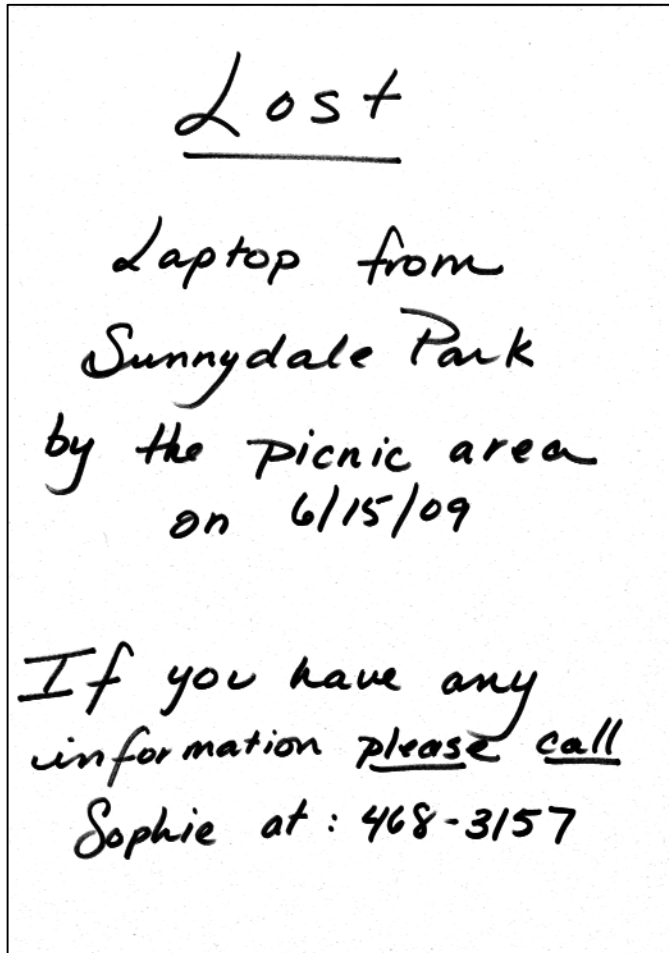 Lost
Laptop from
Sunnydale Park
by the picnic area
on 6/15/09
If you have any
information please call
Sophie at: 468-3157